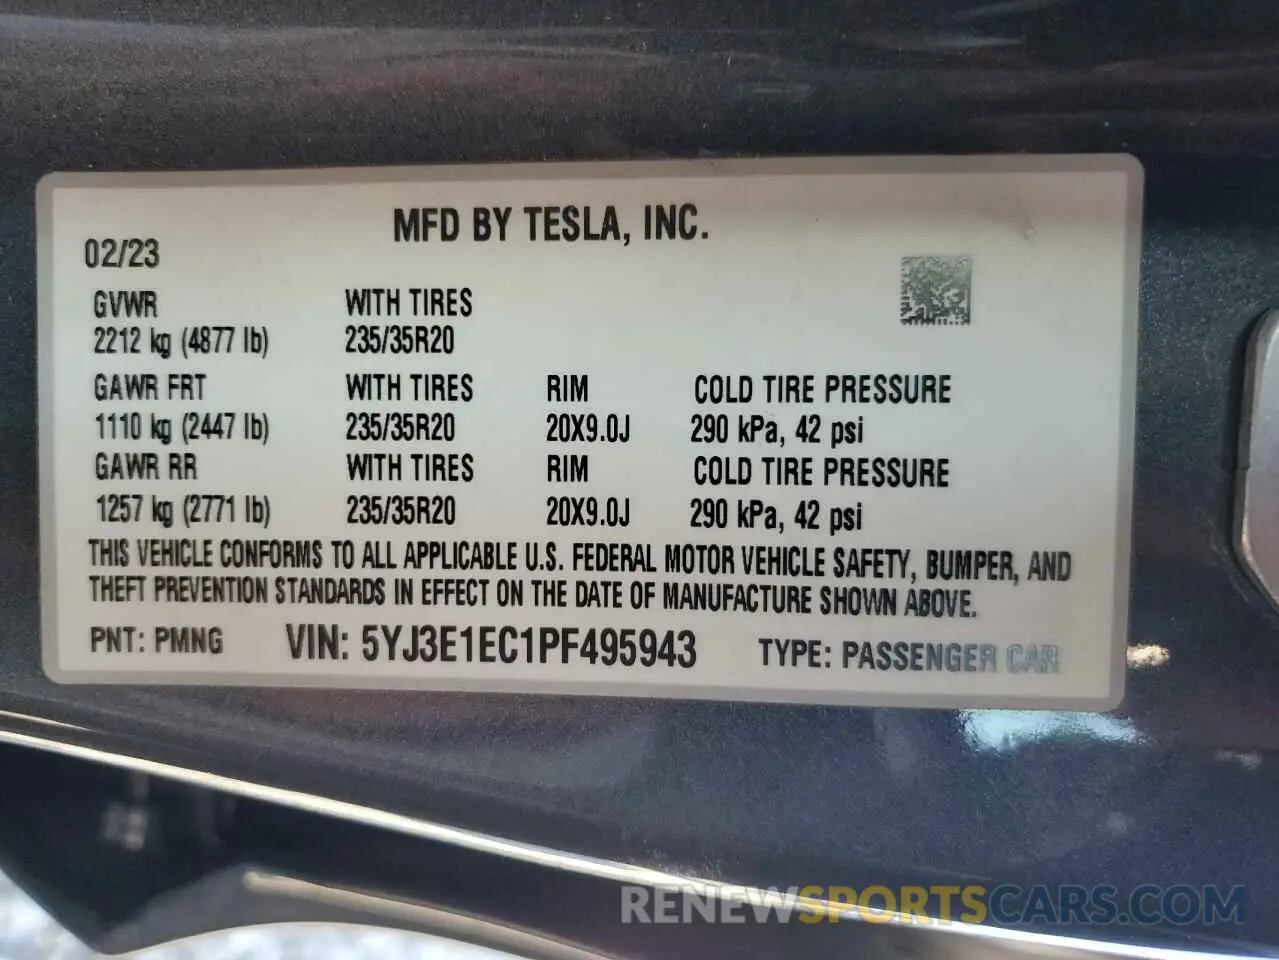 MFD BY TESLA, INC.
02/23
GVWR WITH TIRES
2212 kg (4877 lb) 235/35R20
GAWR FRT WITH TIRES RIM COLD TIRE PRESSURE
1110 kg (2447 lb) 235/35R20 20X9.0J 290 kPa, 42 psi
GAWR RR WITH TIRES RIM COLD TIRE PRESSURE
1257 kg (2771 lb) 235/35R20 20X9.0J 290 kPa, 42 psi
THIS VEHICLE CONFORMS TO ALL APPLICABLE U.S. FEDERAL MOTOR VEHICLE SAFETY, BUMPER, AND
THEFT PREVENTION STANDARDS IN EFFECT ON THE DATE OF MANUFACTURE SHOWN ABOVE.
PNT: PMNG VIN: 5YJ3E1EC1PF495943 TYPE: PASSENGER CAR
RENEWSPORTSCARS.COM